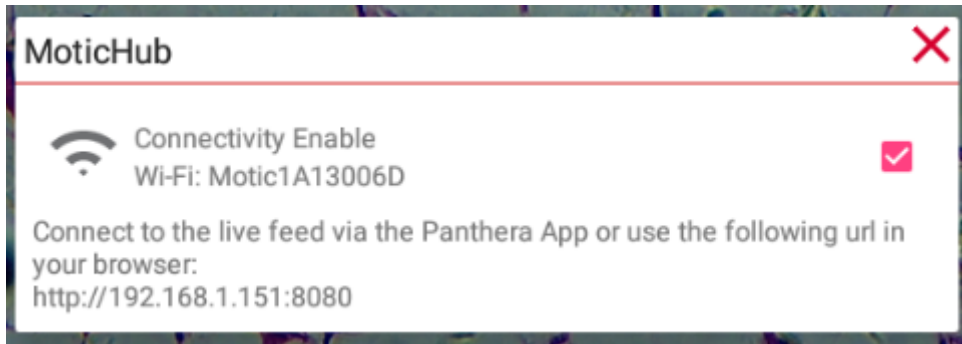 MoticHub
Connectivity Enable
Wi-Fi: Motic1A13006D
Connect to the live feed via the Panthera App or use the following url in
your browser:
http://192.168.1.151:8080